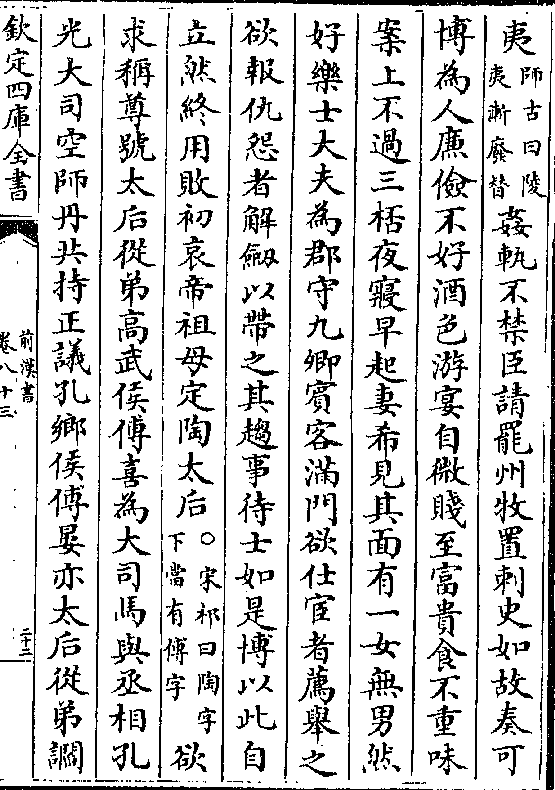 夷師古曰陵夷漸廢替姦軌不禁臣請罷州牧置刺史如故奏可
博為人廉儉不好酒色游宴自微賤至富貴食不重味
案上不過三桮夜寢早起妻希見其面有一女無男然
好樂士大夫為郡守九卿賓客滿門欲仕宦者薦舉之
欲報仇怨者解劔以帶之其趨事待士如是博以此自
立然終用敗初哀帝祖母定陶太后○宋祁曰陶字下當有傅字欲
求稱尊號太后從弟高武侯傅喜為大司馬與丞相孔
光大司空師丹共持正議孔鄉侯傅晏亦太后從弟讇
欽定四庫全書
前漢書
卷八十三
二十二